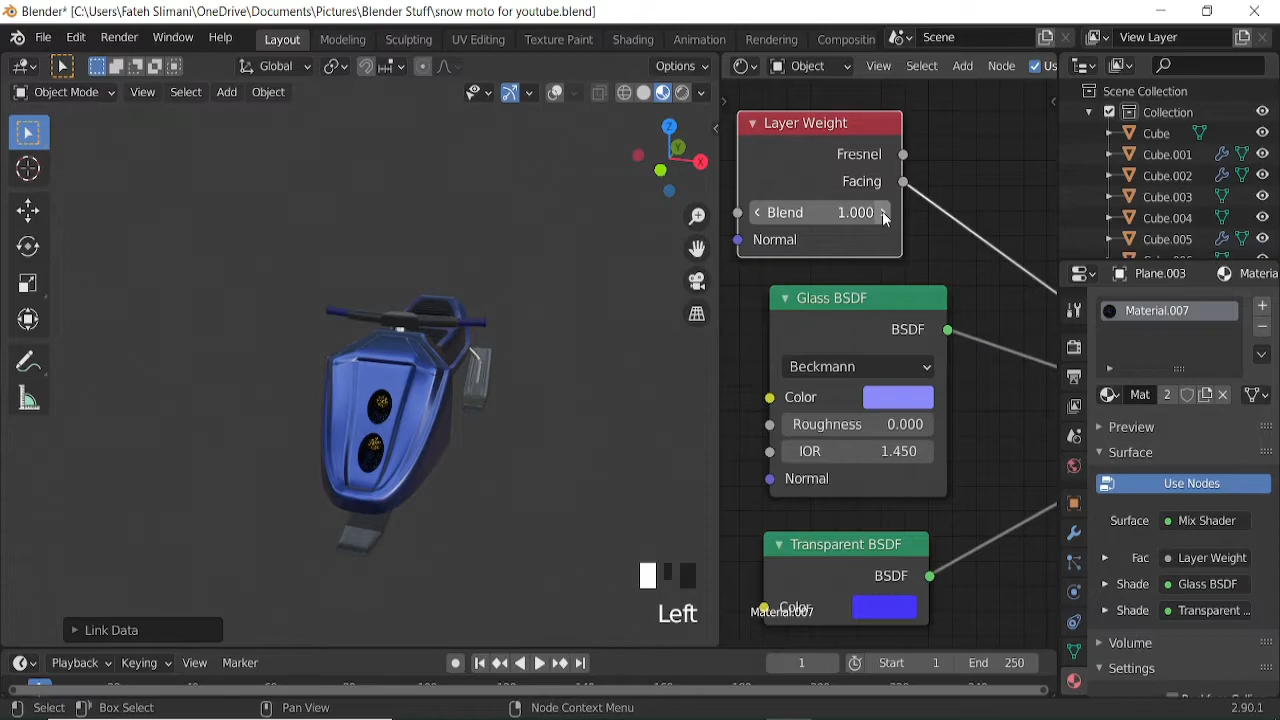 Blender* [C:\Users\Fateh Slimani\OneDrive\Documents\Pictures\Blender Stuff\snow moto for youtube.blend]
File Edit Render Window Help Layout Modeling Sculpting UV Editing Texture Paint Shading Animation Rendering Compositin Scene View Layer
Global Options Object View Select Add Node Us
Object Mode View Select Add Object
Scene Collection
Collection
Cube
Cube.001
Cube.002
Cube.003
Cube.004
Cube.005
Z
Y
X
Layer Weight
Fresnel
Facing
Blend 1.000
Normal
Glass BSDF
BSDF
Beckmann
Color
Roughness 0.000
IOR 1.450
Normal
Transparent BSDF
BSDF
Color
Material.007
Plane.003 Materia
Material.007
Mat 2
Preview
Surface
Use Nodes
Surface Mix Shader
Fac Layer Weight
Shade Glass BSDF
Shade Transparent ...
Volume
Settings
Left
Link Data
Playback Keying View Marker 1 Start 1 End 250
Select Box Select Pan View Node Context Menu 2.90.1